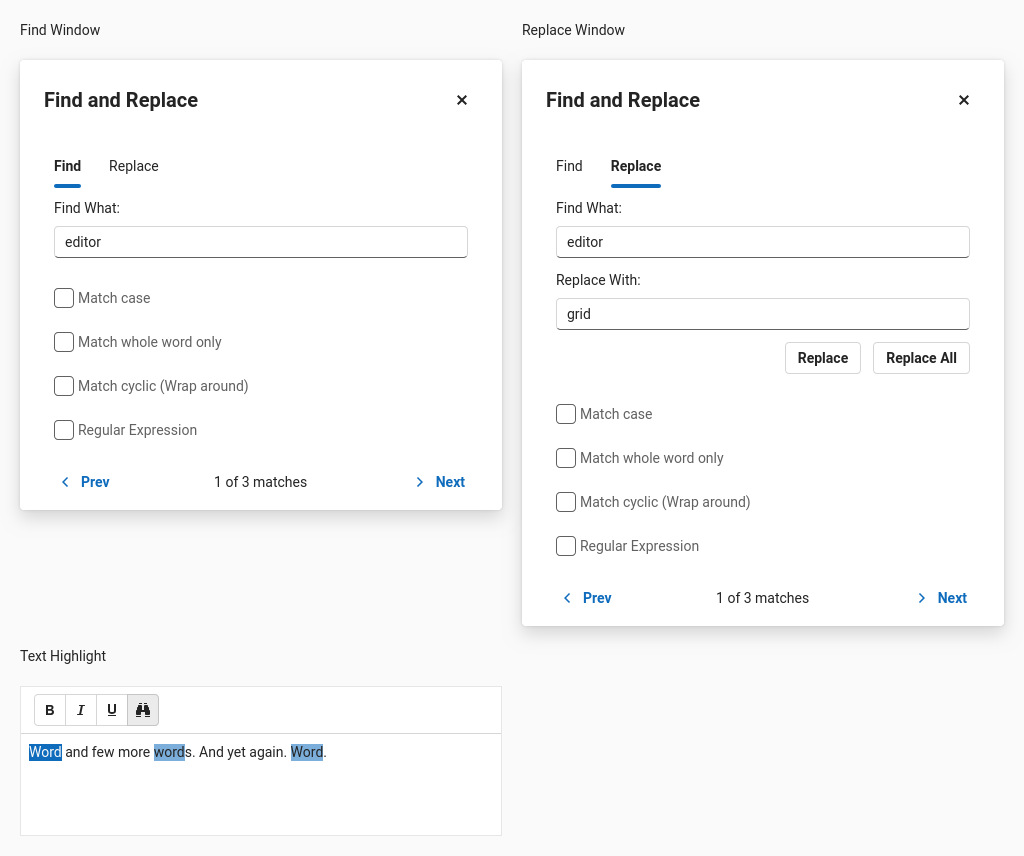 Find Window
Find and Replace
Find Replace
Find What:
editor
Match case
Match whole word only
Match cyclic (Wrap around)
Regular Expression
Prev 1 of 3 matches Next
Replace Window
Find and Replace
Find Replace
Find What:
editor
Replace With:
grid
Replace Replace All
Match case
Match whole word only
Match cyclic (Wrap around)
Regular Expression
Prev 1 of 3 matches Next
Text Highlight
B I U
Word and few more words. And yet again. Word.